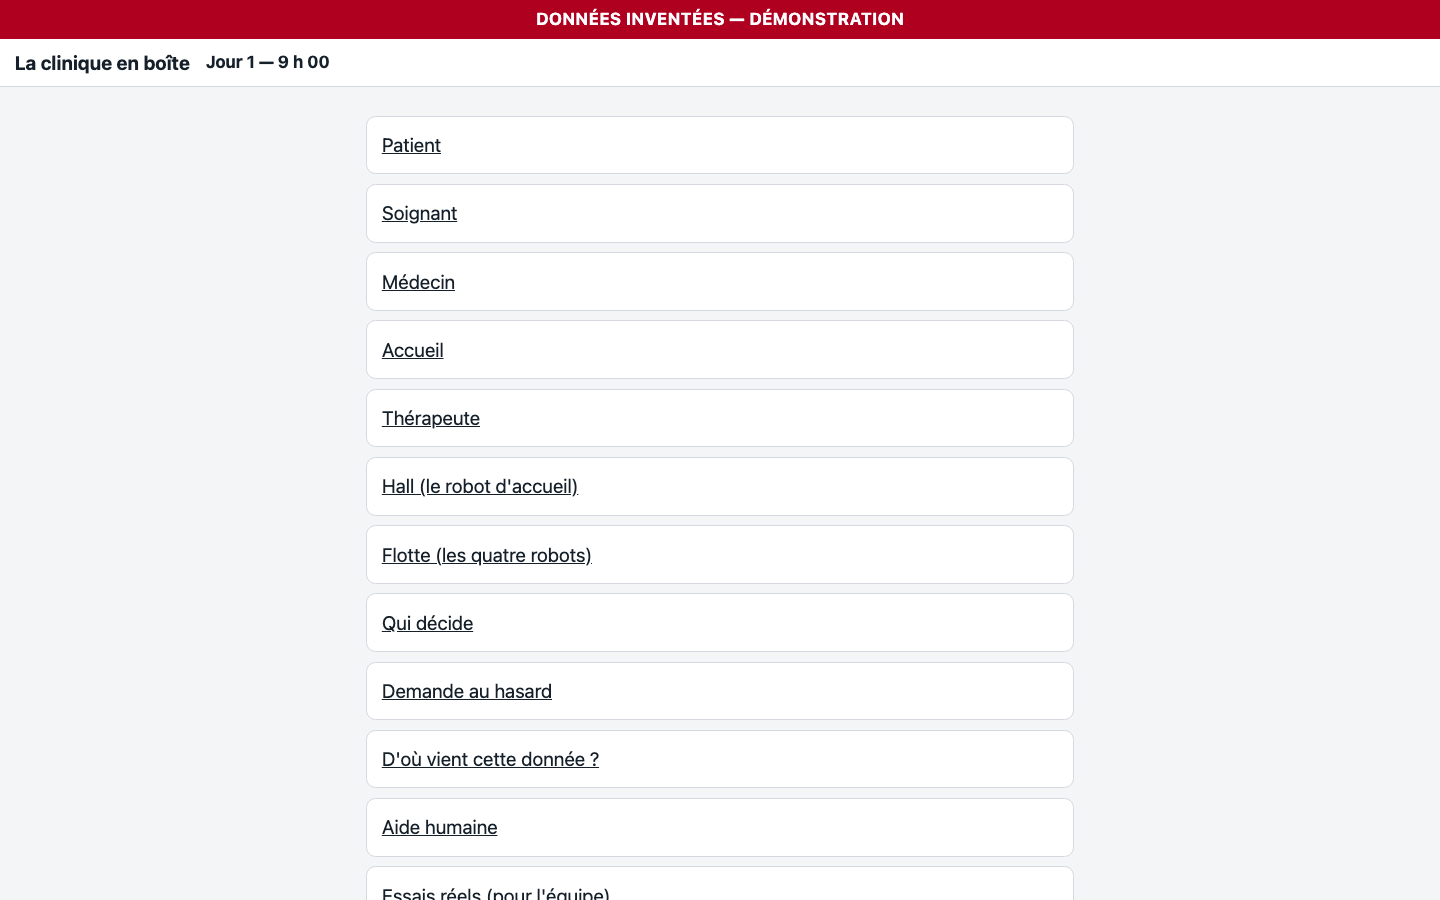 DONNÉES INVENTÉES — DÉMONSTRATION
La clinique en boîte Jour 1 — 9 h 00
Patient
Soignant
Médecin
Accueil
Thérapeute
Hall (le robot d'accueil)
Flotte (les quatre robots)
Qui décide
Demande au hasard
D'où vient cette donnée ?
Aide humaine
Essais réels (pour l'équipe)